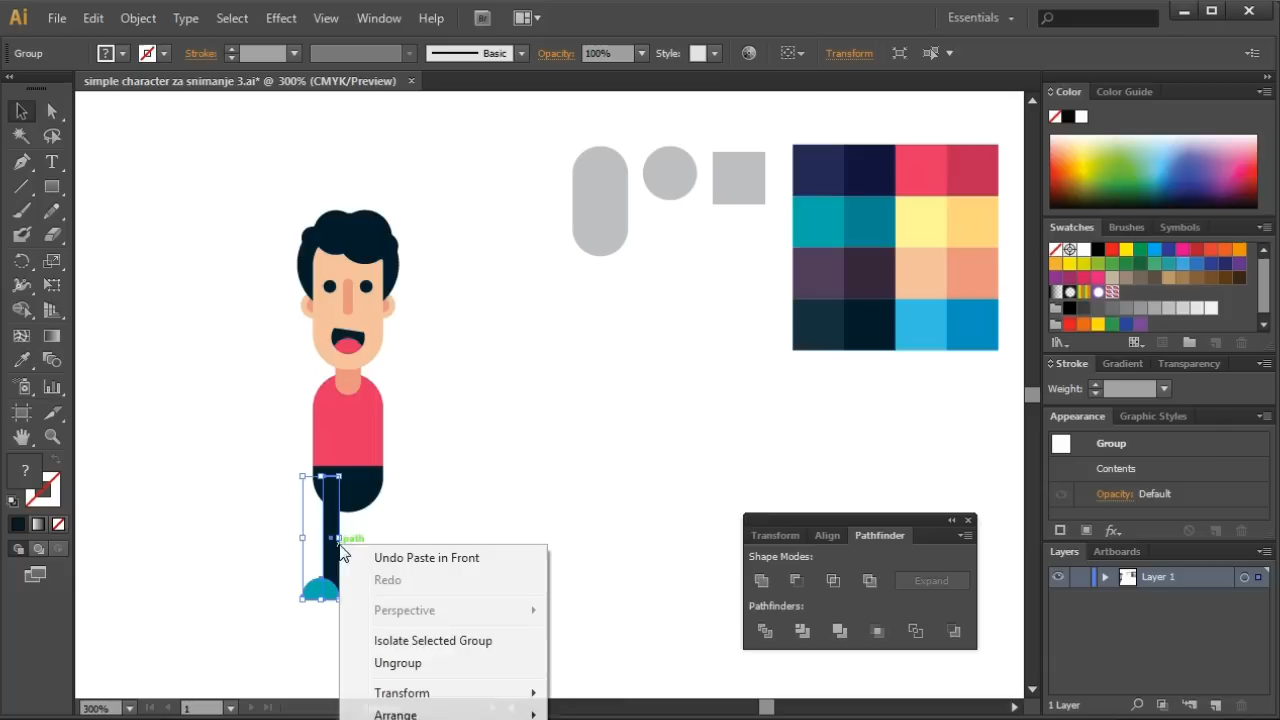 Ai File Edit Object Type Select Effect View Window Help Br Essentials
Group ? Stroke: Basic Opacity: 100% Style: Transform
simple character za snimanje 3.ai* @ 300% (CMYK/Preview) ×
Color Color Guide
Swatches Brushes Symbols
Stroke Gradient Transparency
Weight:
Appearance Graphic Styles
Group
Contents
Opacity: Default
Layers Artboards
Layer 1
1 Layer
Transform Align Pathfinder
Shape Modes:
Expand
Pathfinders:
path
Undo Paste in Front
Redo
Perspective
Isolate Selected Group
Ungroup
Transform
Arrange
?
300% 1